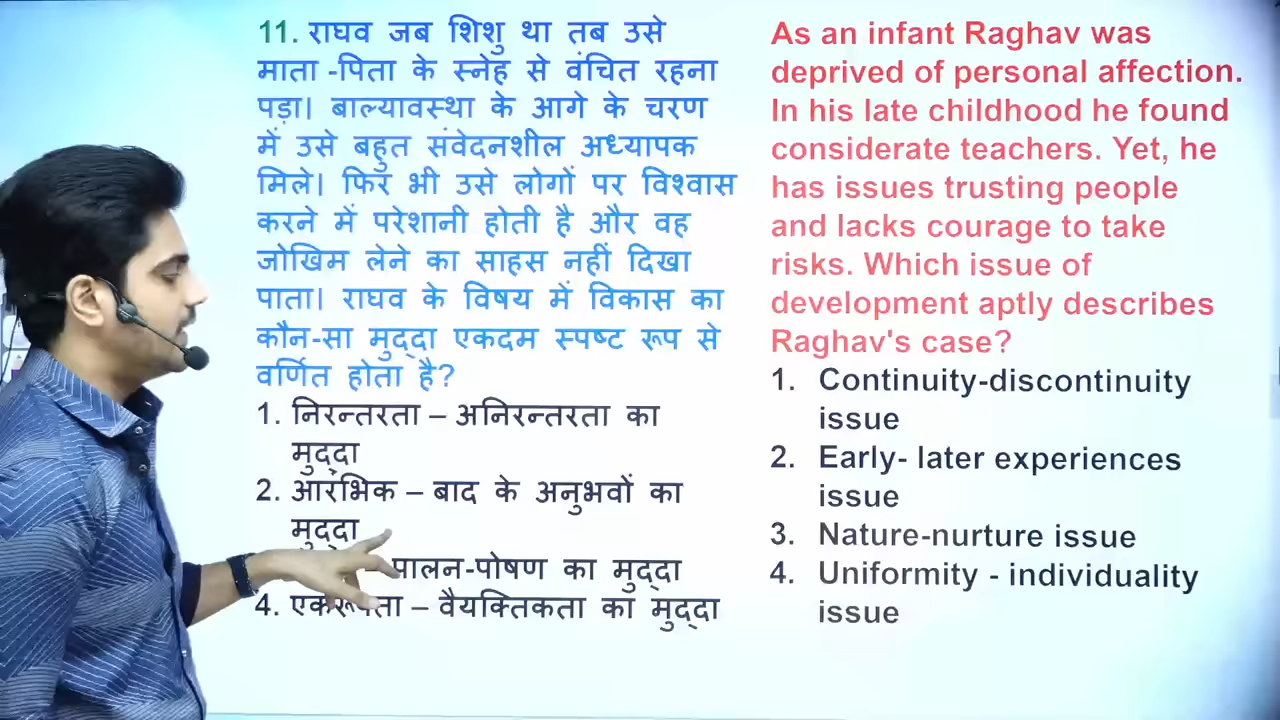 11. राघव जब शिशु था तब उसे
माता -पिता के स्नेह से वंचित रहना
पड़ा। बाल्यावस्था के आगे के चरण
में उसे बहुत संवेदनशील अध्यापक
मिले। फिर भी उसे लोगों पर विश्वास
करने में परेशानी होती है और वह
जोखिम लेने का साहस नहीं दिखा
पाता। राघव के विषय में विकास का
कौन-सा मुद्दा एकदम स्पष्ट रूप से
वर्णित होता है?
1. निरन्तरता – अनिरन्तरता का
मुद्दा
2. आरंभिक – बाद के अनुभवों का
मुद्दा
पालन-पोषण का मुद्दा
4. एकरूपता – वैयक्तिकता का मुद्दा
As an infant Raghav was
deprived of personal affection.
In his late childhood he found
considerate teachers. Yet, he
has issues trusting people
and lacks courage to take
risks. Which issue of
development aptly describes
Raghav's case?
1. Continuity-discontinuity
issue
2. Early- later experiences
issue
3. Nature-nurture issue
4. Uniformity - individuality
issue